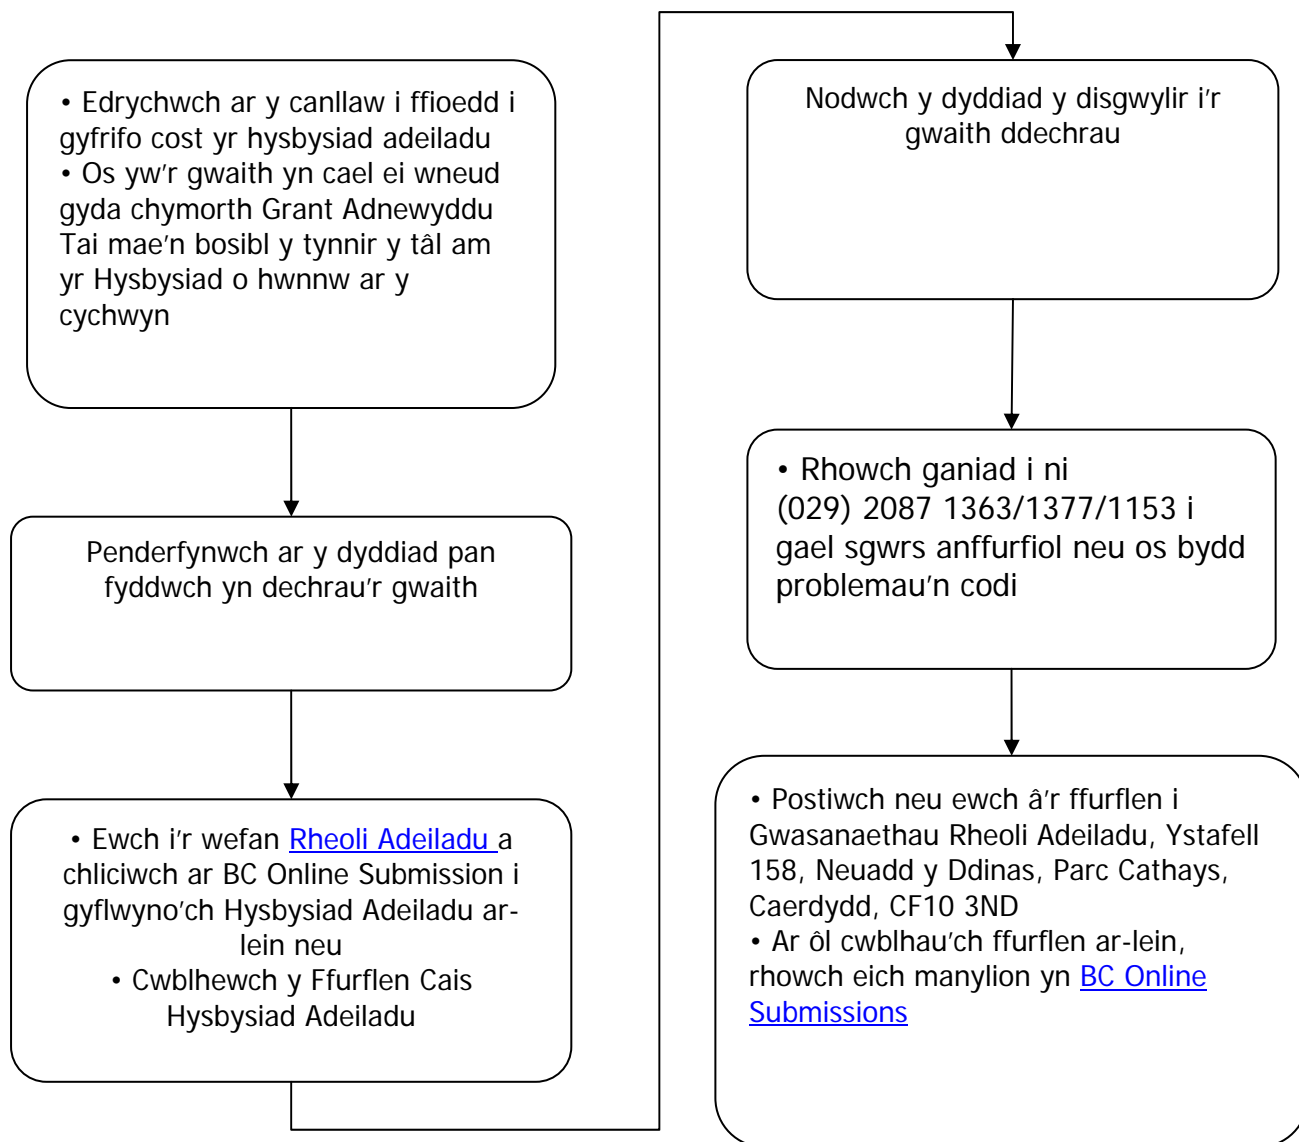 • Edrychwch ar y canllaw i ffioedd i
gyfrifo cost yr hysbysiad adeiladu
• Os yw'r gwaith yn cael ei wneud
gyda chymorth Grant Adnewyddu
Tai mae'n bosibl y tynnir y tâl am
yr Hysbysiad o hwnnw ar y
cychwyn
Penderfynwch ar y dyddiad pan
fyddwch yn dechrau'r gwaith
• Ewch i'r wefan Rheoli Adeiladu a
chliciwch ar BC Online Submission i
gyflwyno'ch Hysbysiad Adeiladu ar-
lein neu
• Cwblhewch y Ffurflen Cais
Hysbysiad Adeiladu
Nodwch y dyddiad y disgwylir i'r
gwaith ddechrau
• Rhowch ganiad i ni
(029) 2087 1363/1377/1153 i
gael sgwrs anffurfiol neu os bydd
problemau'n codi
• Postiwch neu ewch â'r ffurflen i
Gwasanaethau Rheoli Adeiladu, Ystafell
158, Neuadd y Ddinas, Parc Cathays,
Caerdydd, CF10 3ND
• Ar ôl cwblhau'ch ffurflen ar-lein,
rhowch eich manylion yn BC Online
Submissions